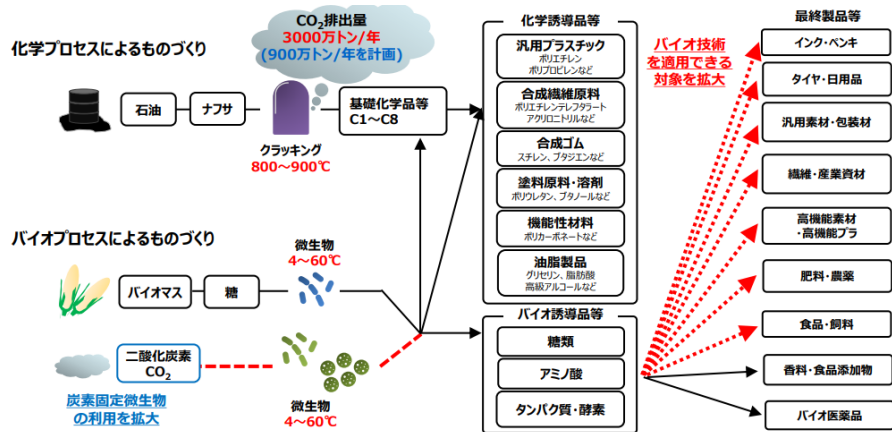 化学プロセスによるものづくり
CO₂排出量
3000万トン/年
(900万トン/年を計画)
石油
ナフサ
クラッキング
800～900℃
基礎化学品等
C1～C8
バイオプロセスによるものづくり
バイオマス
糖
微生物
4～60℃
二酸化炭素
CO₂
炭素固定微生物
の利用を拡大
微生物
4～60℃
化学誘導品等
汎用プラスチック
ポリエチレン
ポリプロピレンなど
合成繊維原料
ポリエチレンテレフタラート
アクリロニトリルなど
合成ゴム
スチレン、ブタジエンなど
塗料原料・溶剤
ポリウレタン、ブタノールなど
機能性材料
ポリカーボネートなど
油脂製品
グリセリン、脂肪酸
高級アルコールなど
バイオ誘導品等
糖類
アミノ酸
タンパク質・酵素
バイオ技術
を適用できる
対象を拡大
最終製品等
インク・ペンキ
タイヤ・日用品
汎用素材・包装材
繊維・産業資材
高機能素材
・高機能プラ
肥料・農薬
食品・飼料
香料・食品添加物
バイオ医薬品